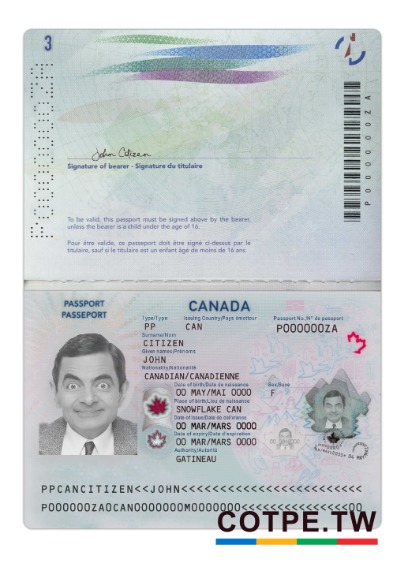 3
P000000ZA
P000000ZA
John Citizen
Signature of bearer - Signature du titulaire
To be valid, this passport must be signed above by the bearer,
unless the bearer is a child under the age of 16.
Pour être valide, ce passeport doit être signé ci-dessus par le
titulaire, sauf si le titulaire est un enfant âgé de moins de 16 ans.
PASSPORT
PASSEPORT
CANADA
Type/Type Issuing Country/Pays émetteur Passport No./N° de passeport
PP CAN P000000ZA
Surname/Nom
CITIZEN
Given names/Prénoms
JOHN
Nationality/Nationalité
CANADIAN/CANADIENNE
Date of birth/Date de naissance Sex/Sexe
00 MAY/MAI 0000 F
Place of birth/Lieu de naissance
SNOWFLAKE CAN
Date of issue/Date de délivrance
00 MAR/MARS 0000
Date of expiry/Date d'expiration
00 MAR/MARS 0000
Authority/Autorité
GATINEAU
PPCANCITIZEN<<JOHN<<<<<<<<<<<<<<<<<<<<<<<<<<
P000000ZA0CAN0000000M0000000<<<<<<<<<<<<<<00
COTPE.TW